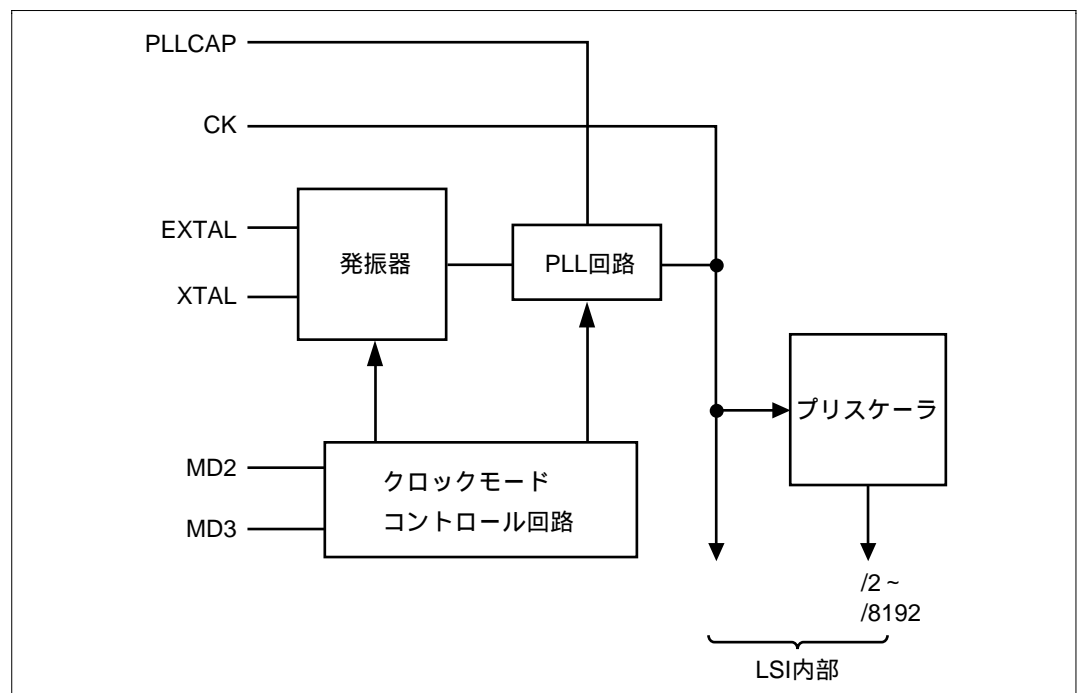 PLLCAP
CK
EXTAL
XTAL
発振器
PLL回路
プリスケーラ
MD2
MD3
クロックモード
コントロール回路
/2 ~
/8192
LSI内部